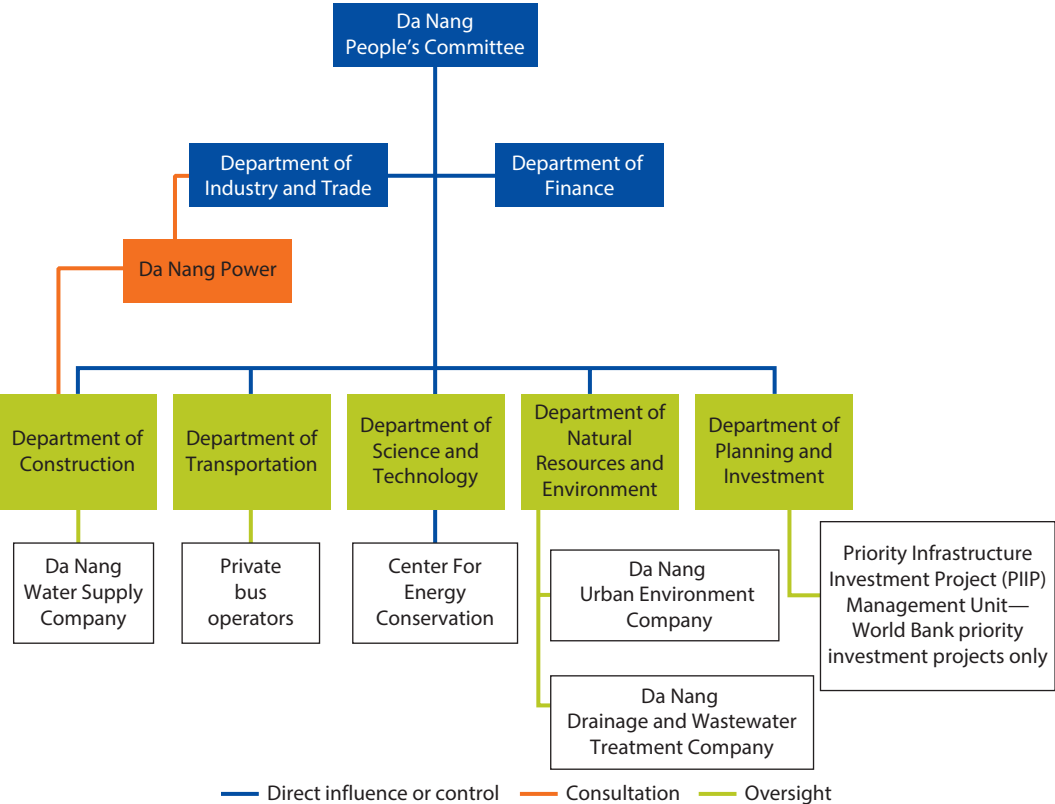 Da Nang
People’s Committee
Department of
Industry and Trade
Department of
Finance
Da Nang Power
Department of
Construction
Department of
Transportation
Department of
Science and
Technology
Department of
Natural
Resources and
Environment
Department of
Planning and
Investment
Da Nang
Water Supply
Company
Private
bus
operators
Center For
Energy
Conservation
Da Nang
Urban Environment
Company
Priority Infrastructure
Investment Project (PIIP)
Management Unit—
World Bank priority
investment projects only
Da Nang
Drainage and Wastewater
Treatment Company
Direct influence or control
Consultation
Oversight